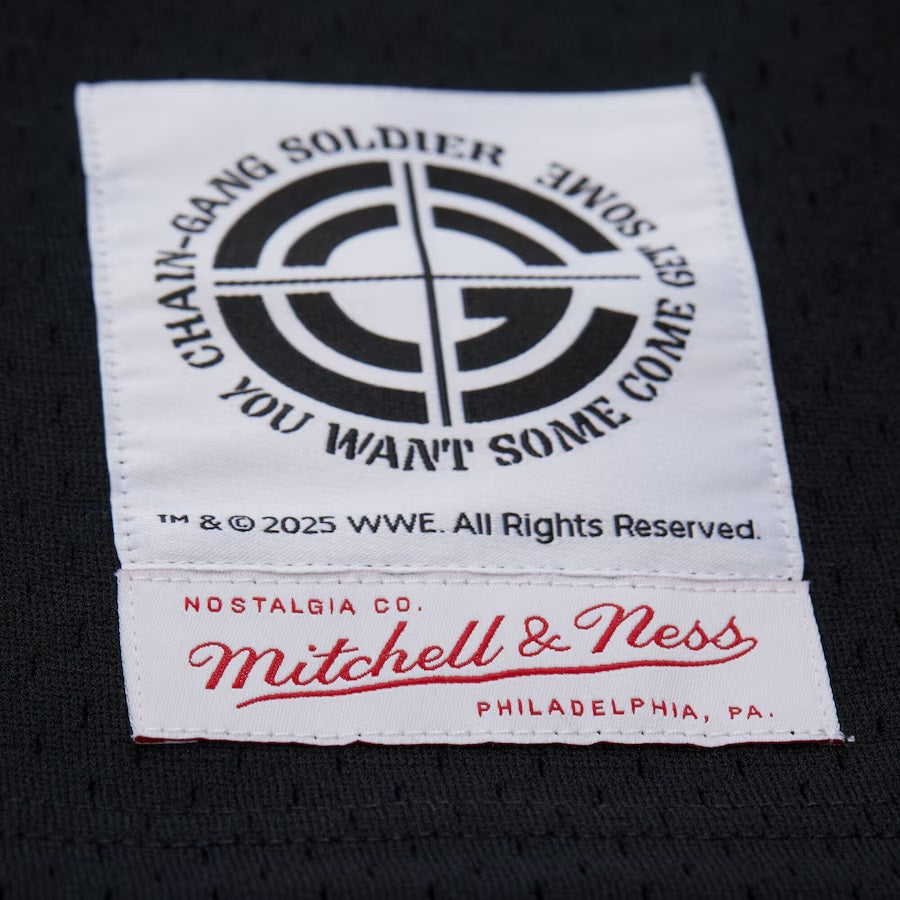 CHAIN-GANG SOLDIER
YOU WANT SOME COME GET SOME
™ & © 2025 WWE. All Rights Reserved.
NOSTALGIA CO.
Mitchell & Ness
PHILADELPHIA, PA.